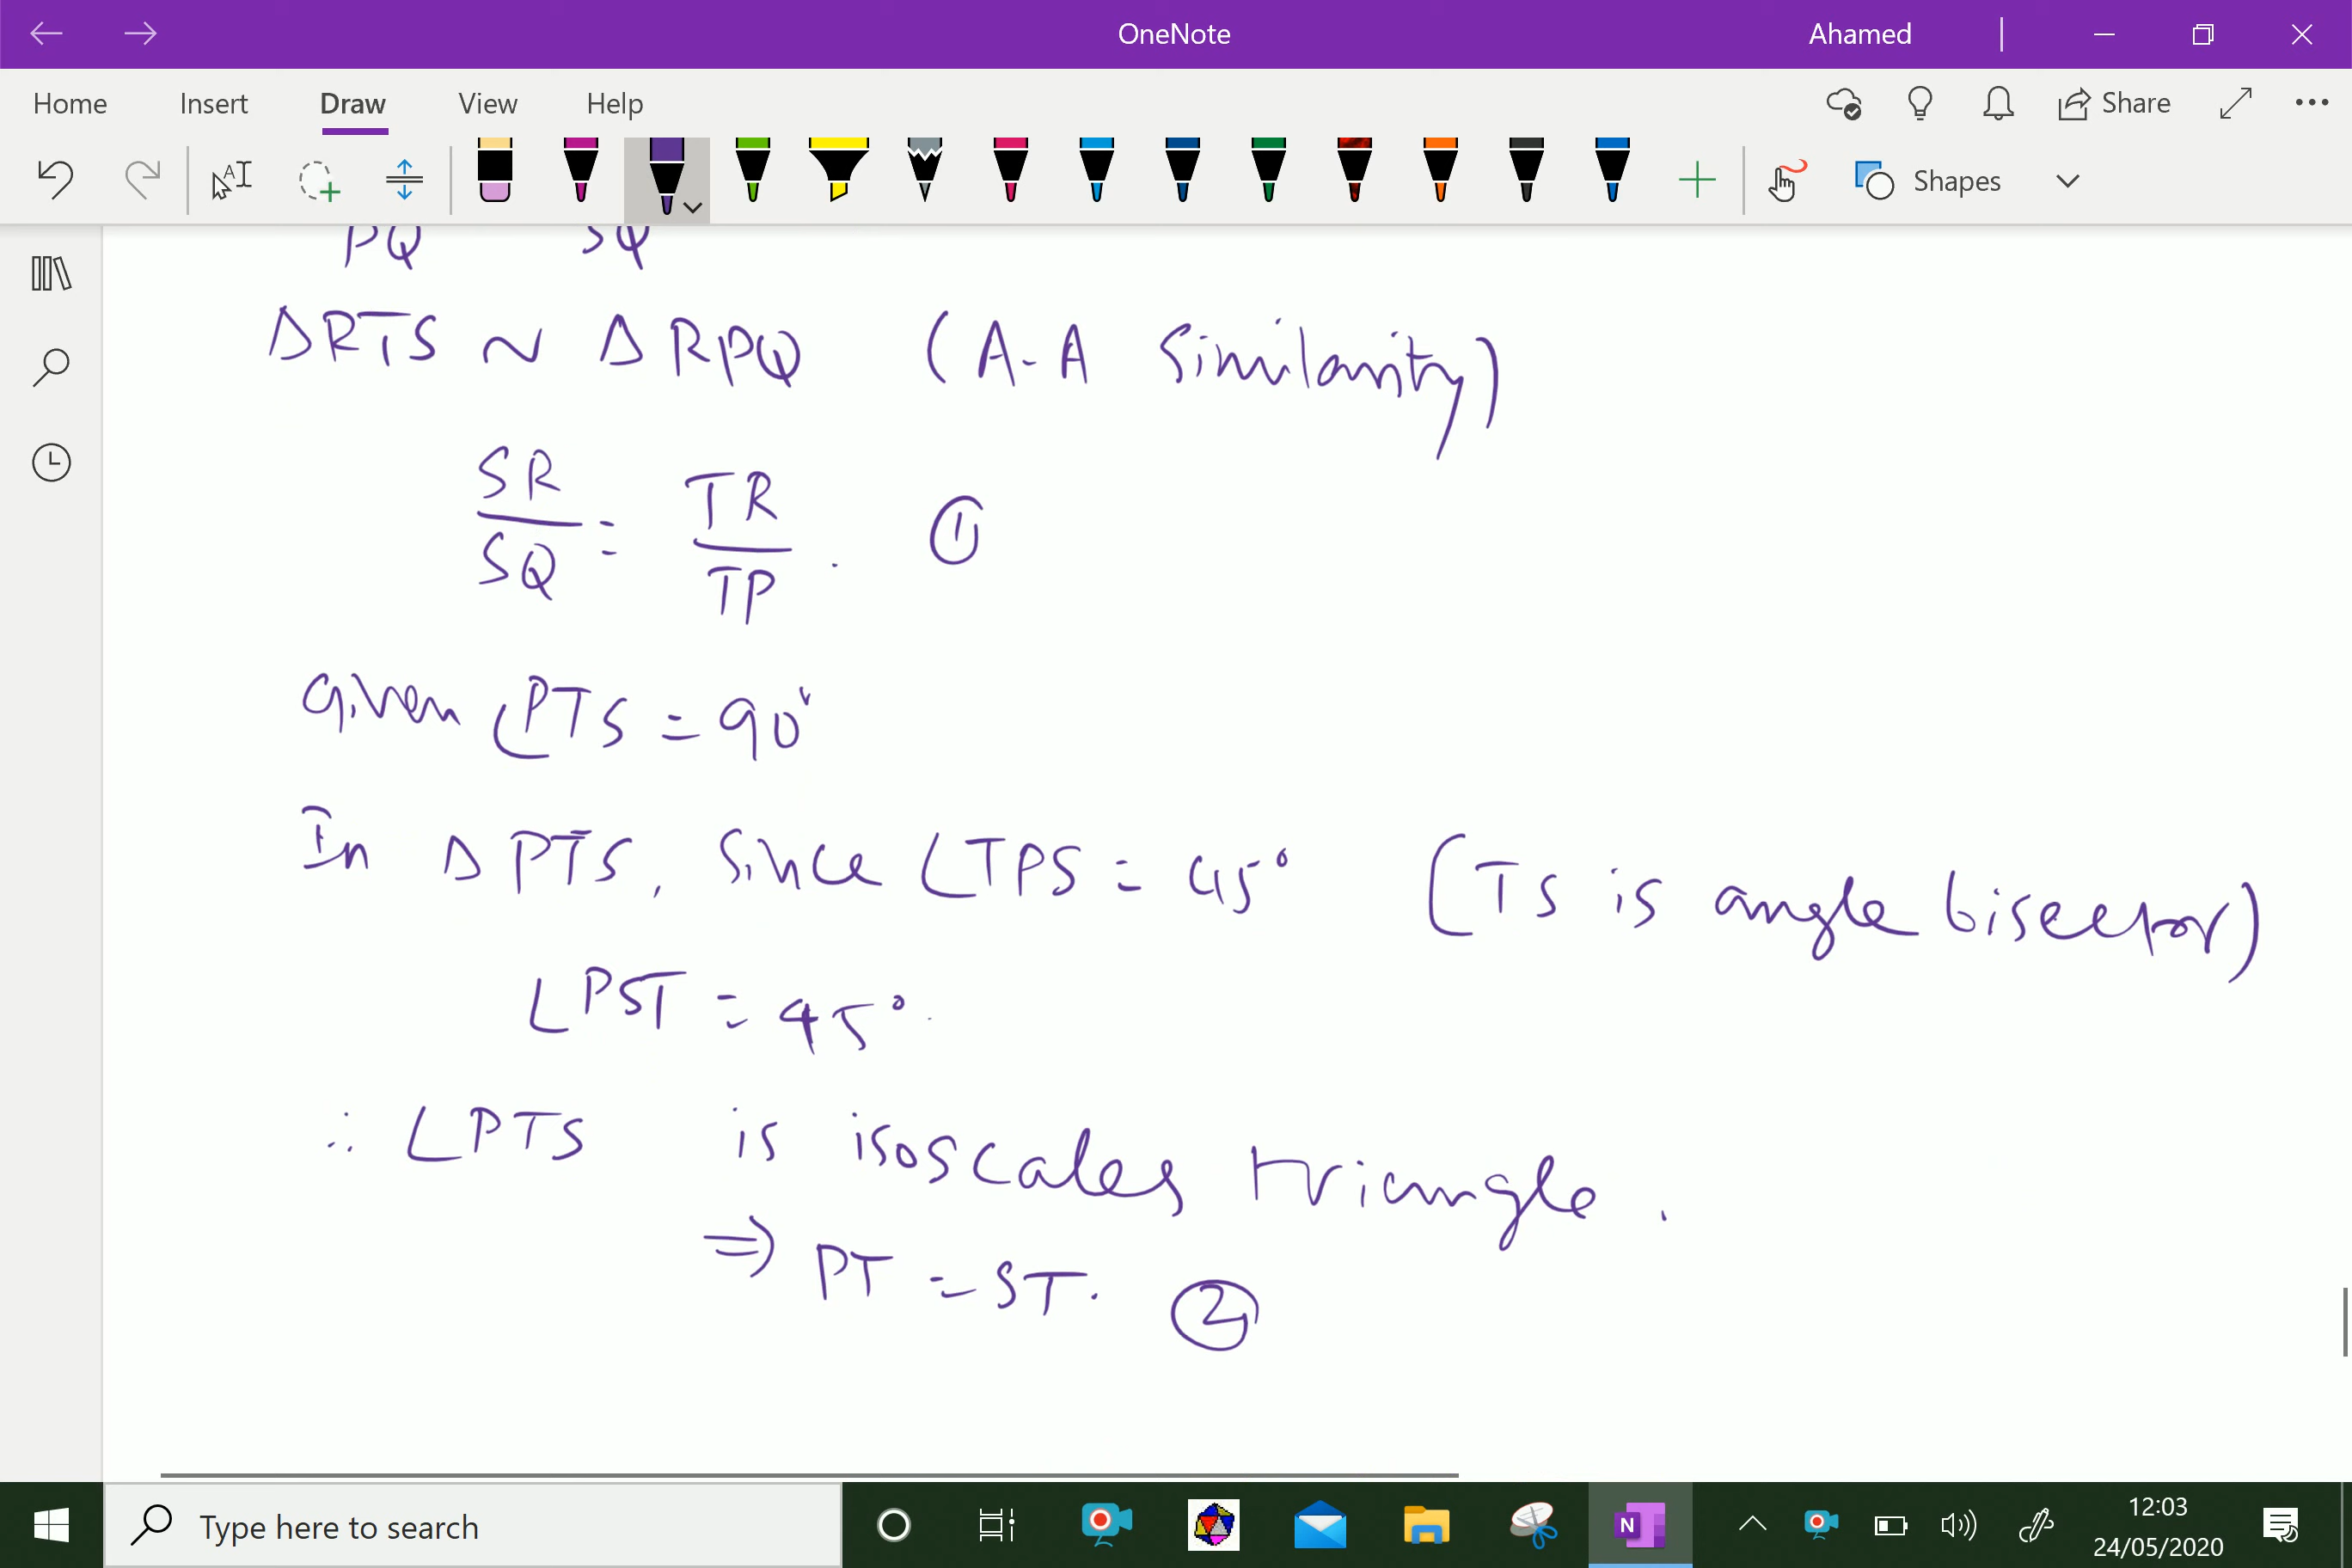 OneNote
Ahamed
Home Insert Draw View Help
Share
Shapes
PQ SQ
ΔRTS ~ ΔRPQ (A-A Similarity)
SR/SQ = TR/TP. ①
Given ∠PTS = 90°
In Δ PTS, Since ∠TPS = 45° (TS is angle bisector)
∠PST = 45°.
∴ ∠PTS is isoscales triangle.
⇒ PT = ST. ②
Type here to search
12:03
24/05/2020